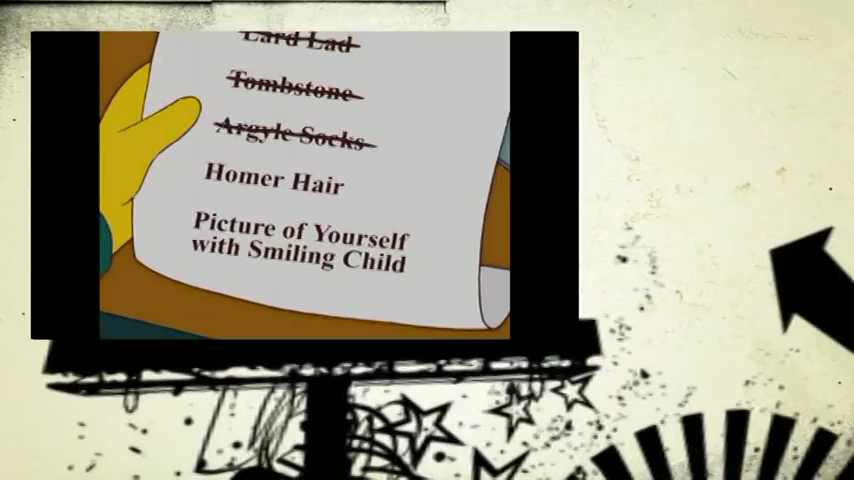 Lard Lad
Tombstone
Argyle Socks
Homer Hair
Picture of Yourself
with Smiling Child